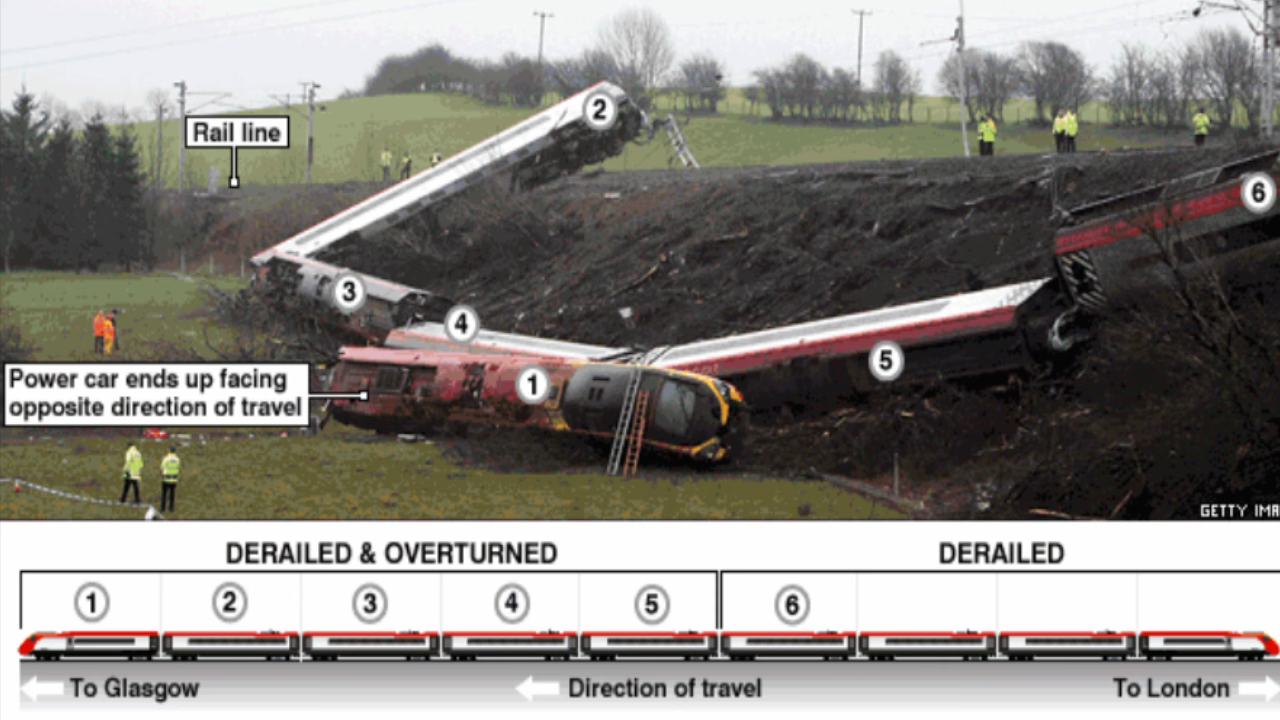 2
Rail line
6
3
4
Power car ends up facing
opposite direction of travel
1
5
GETTY IMA
DERAILED & OVERTURNED
DERAILED
1
2
3
4
5
6
To Glasgow
Direction of travel
To London